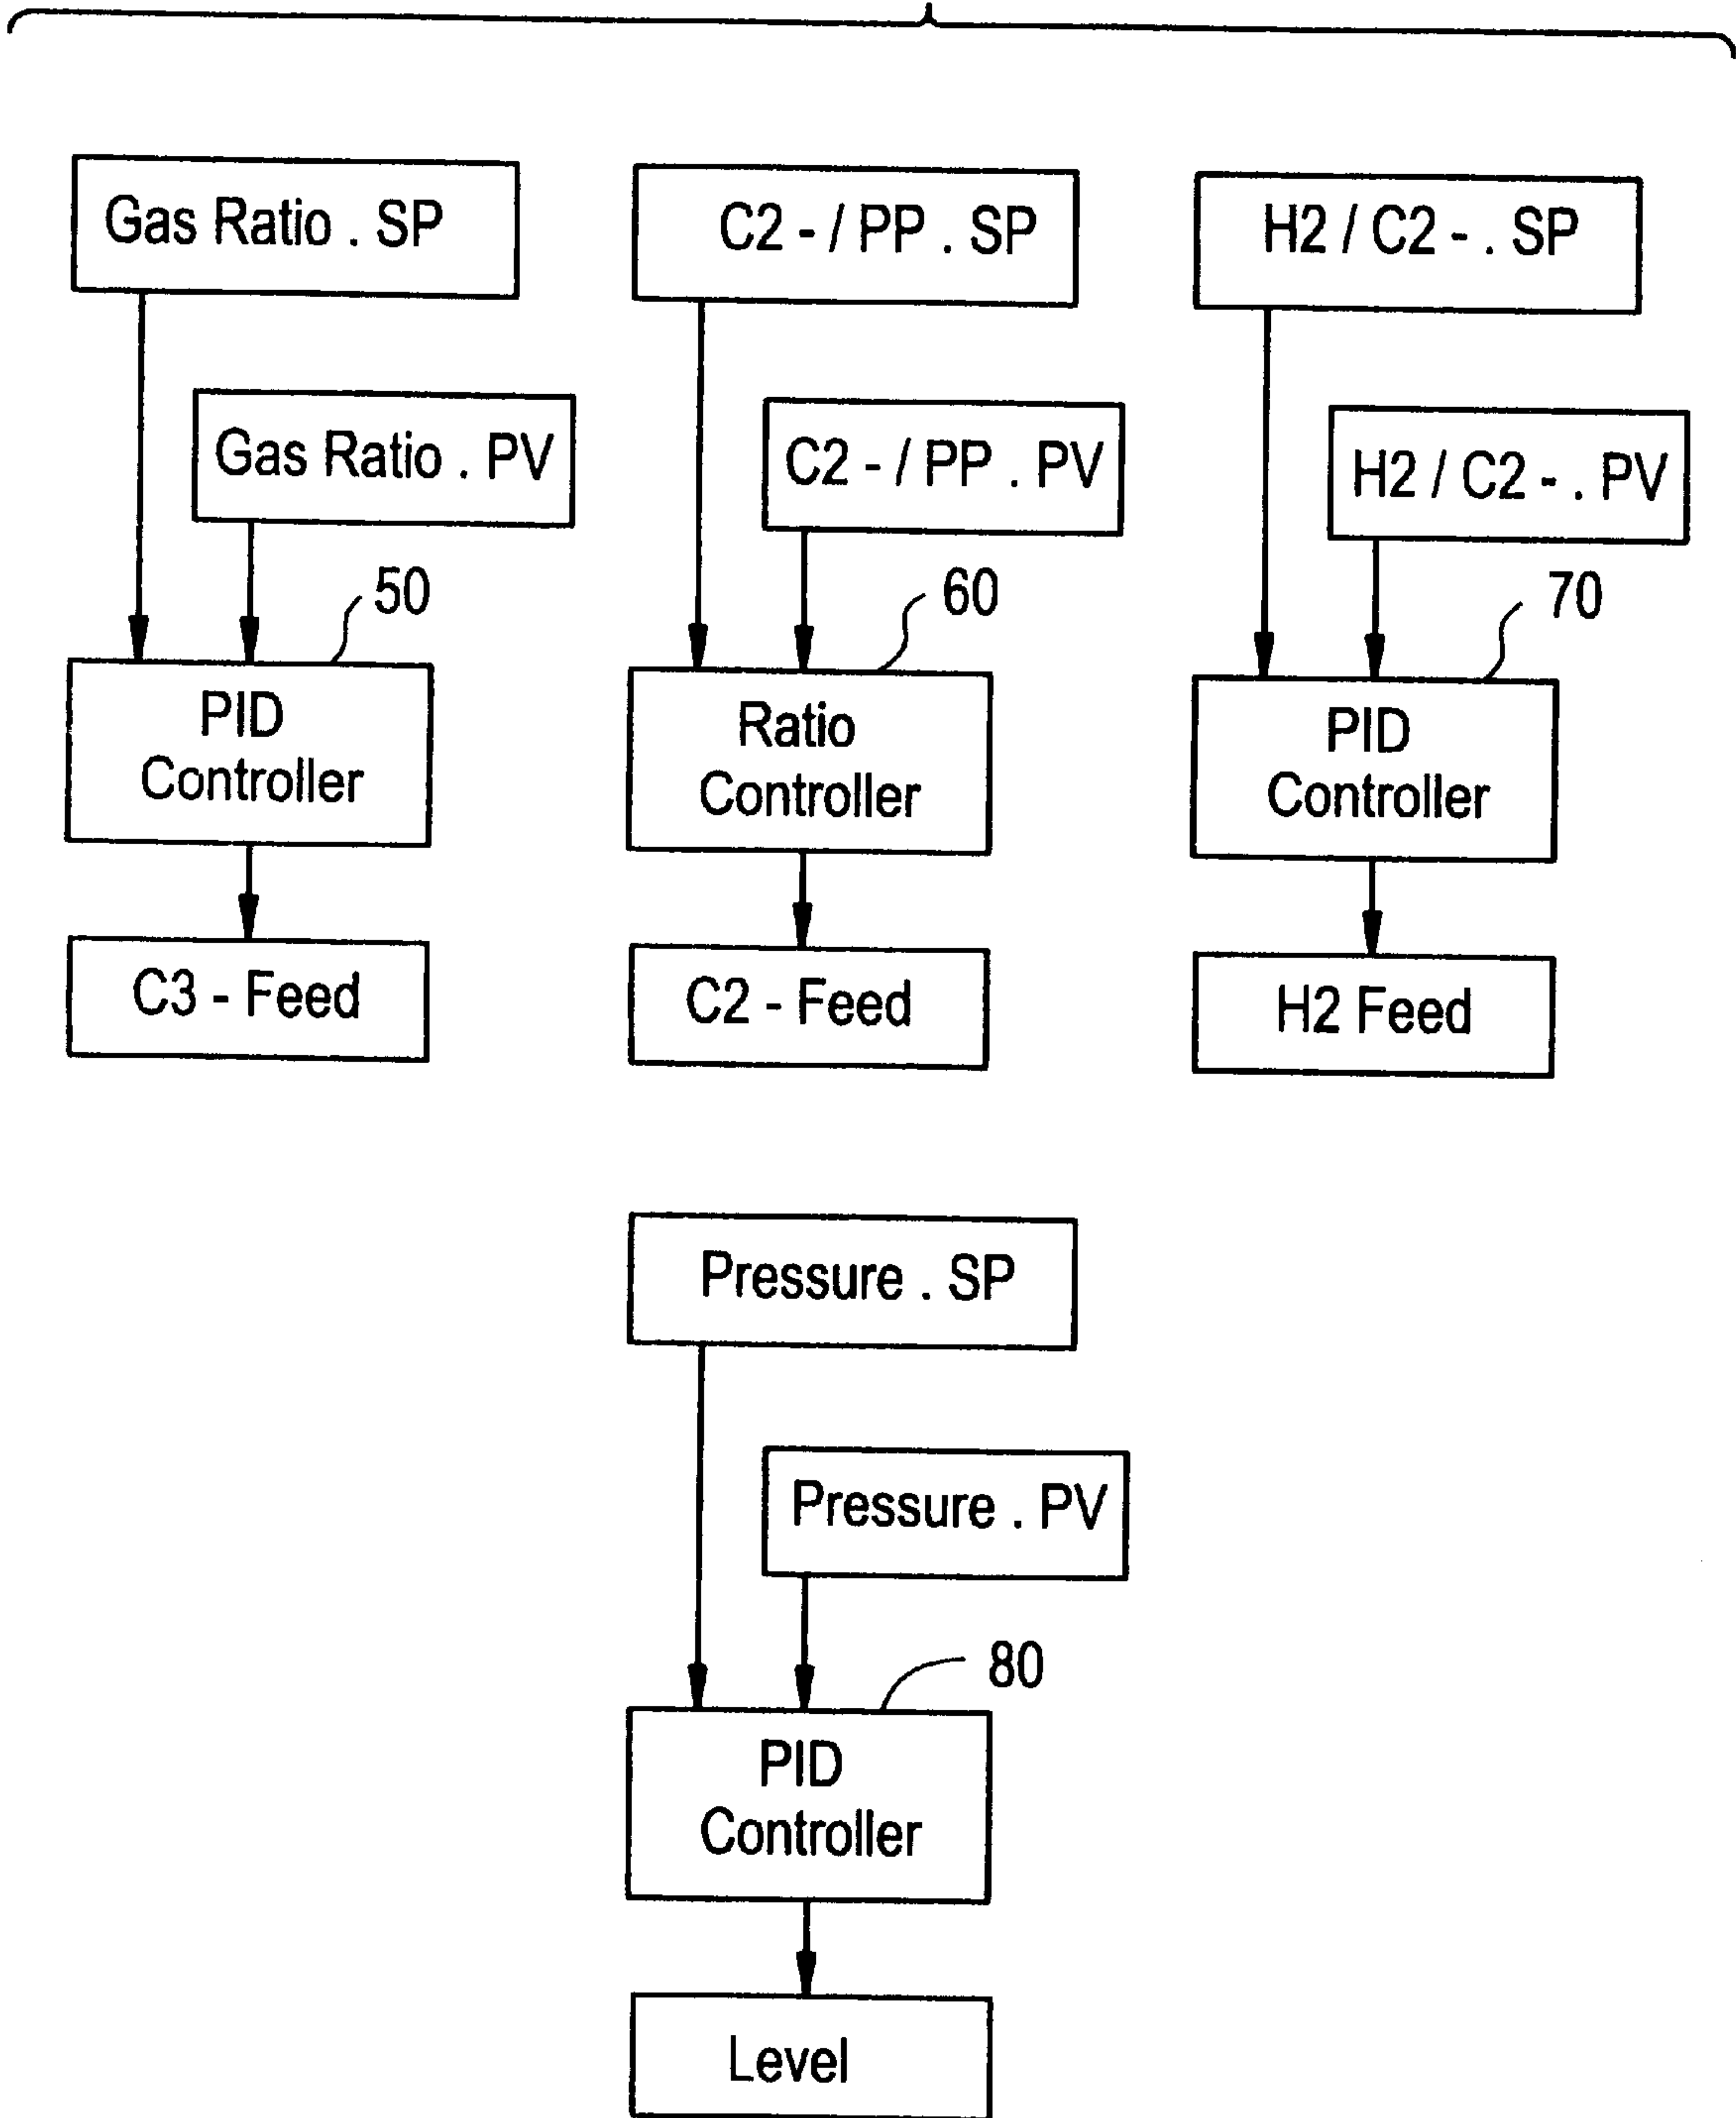 Gas Ratio . SP
C2 - / PP . SP
H2 / C2 - . SP
Gas Ratio . PV
C2 - / PP . PV
H2 / C2 - . PV
50
60
70
PID
Controller
Ratio
Controller
PID
Controller
C3 - Feed
C2 - Feed
H2 Feed
Pressure . SP
Pressure . PV
80
PID
Controller
Level